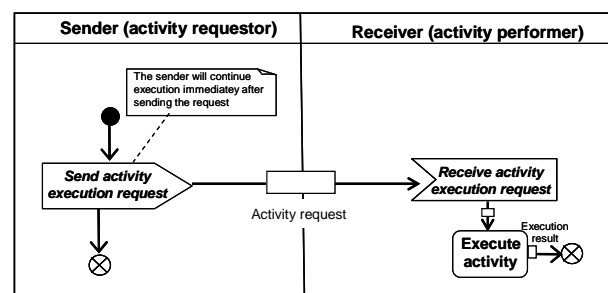 Sender (activity requestor)
Receiver (activity performer)
The sender will continue
execution immediatey after
sending the request
Send activity
execution request
Receive activity
execution request
Activity request
Execution
result
Execute
activity